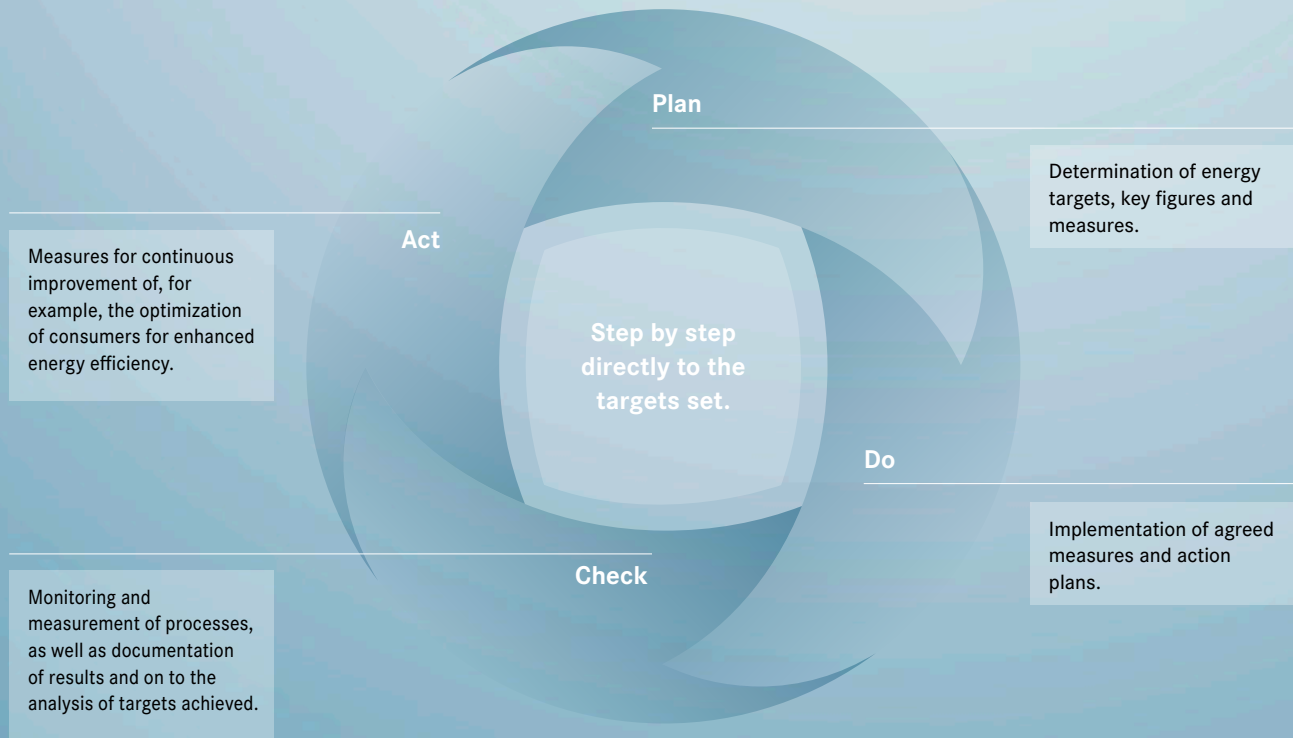 Plan
Determination of energy
targets, key figures and
measures.
Act
Measures for continuous
improvement of, for
example, the optimization
of consumers for enhanced
energy efficiency.
Step by step
directly to the
targets set.
Do
Implementation of agreed
measures and action
plans.
Check
Monitoring and
measurement of processes,
as well as documentation
of results and on to the
analysis of targets achieved.